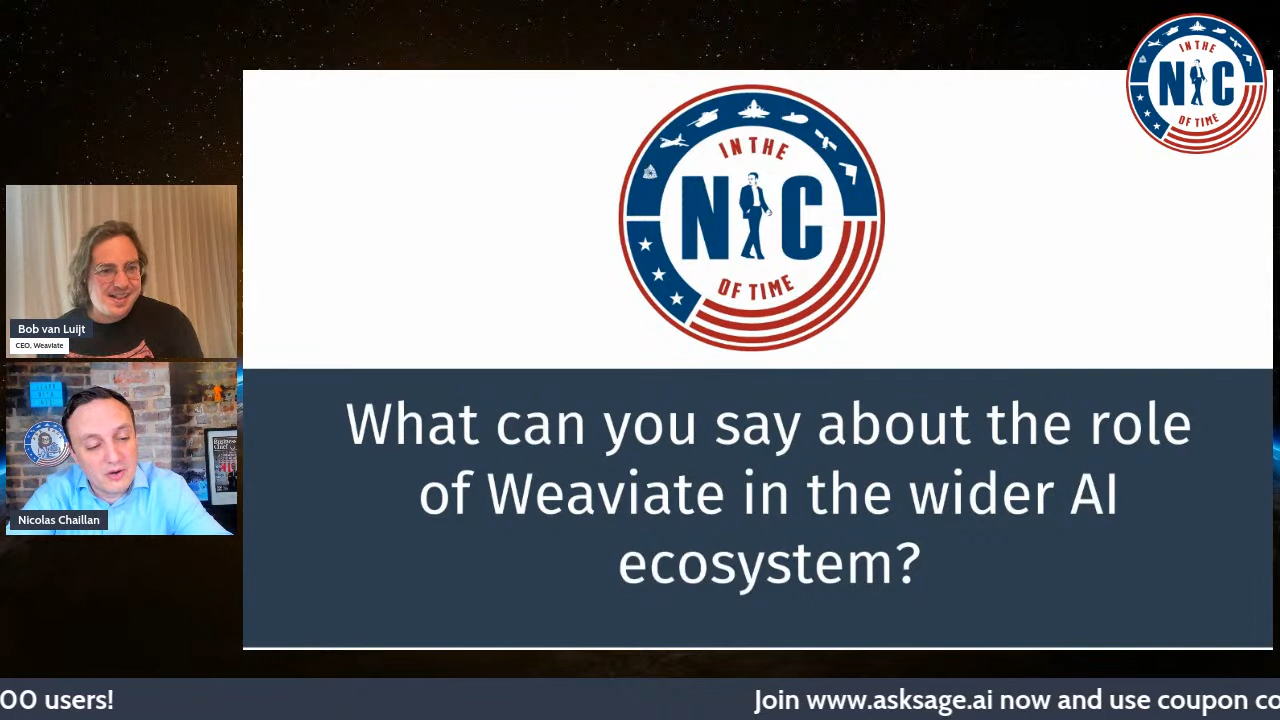 IN THE
NIC
OF TIME
IN THE
NIC
OF TIME
Bob van Luijt
CEO, Weaviate
Nicolas Chaillan
What can you say about the role
of Weaviate in the wider AI
ecosystem?
00 users!
Join www.asksage.ai now and use coupon co